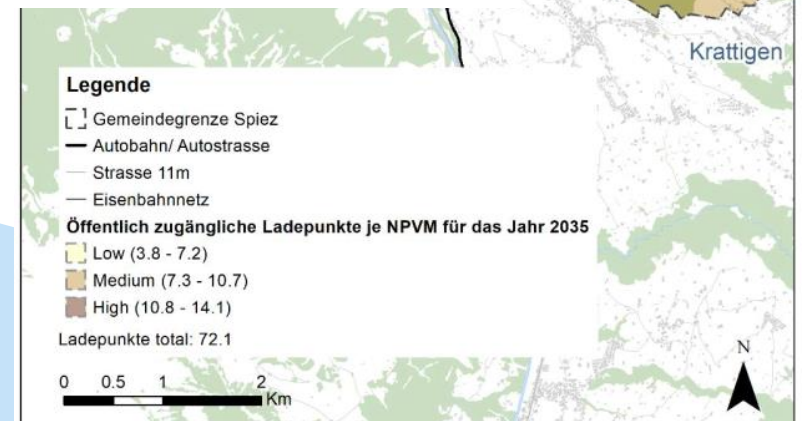 Krattigen
Legende
Gemeindegrenze Spiez
Autobahn/ Autostrasse
Strasse 11m
Eisenbahnnetz
Öffentlich zugängliche Ladepunkte je NPVM für das Jahr 2035
Low (3.8 - 7.2)
Medium (7.3 - 10.7)
High (10.8 - 14.1)
Ladepunkte total: 72.1
N
0 0.5 1 2
Km